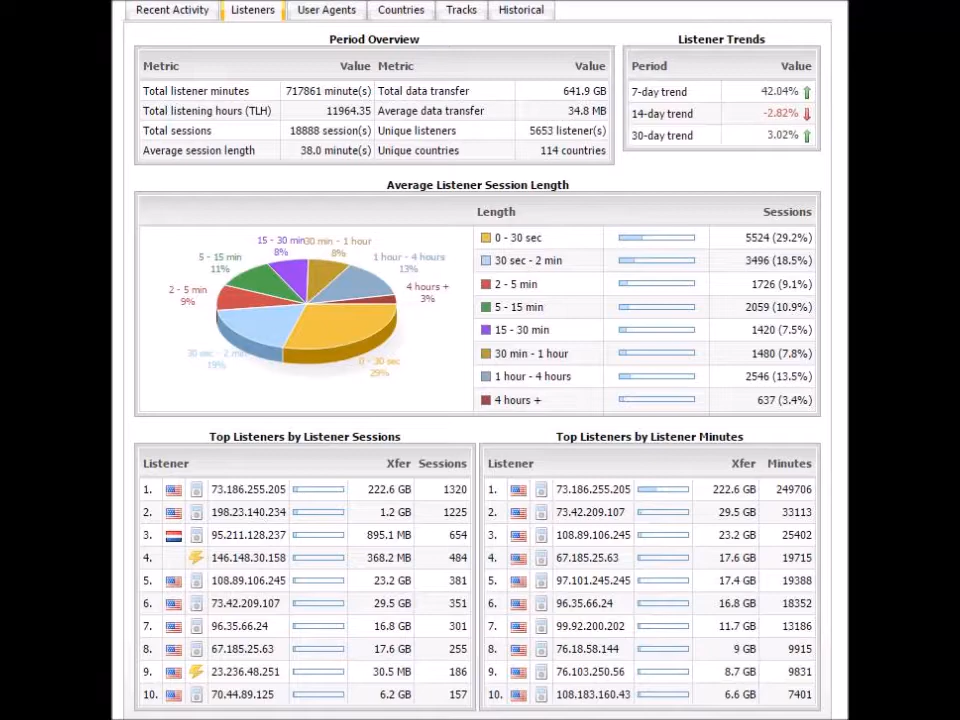 Recent Activity Listeners User Agents Countries Tracks Historical
Period Overview
Metric Value Metric Value
Total listener minutes 717861 minute(s) Total data transfer 641.9 GB
Total listening hours (TLH) 11964.35 Average data transfer 34.8 MB
Total sessions 18888 session(s) Unique listeners 5653 listener(s)
Average session length 38.0 minute(s) Unique countries 114 countries
Listener Trends
Period Value
7-day trend 42.04%
14-day trend -2.82%
30-day trend 3.02%
Average Listener Session Length
15 - 30 min 8%
30 min - 1 hour 8%
5 - 15 min 11%
1 hour - 4 hours 13%
2 - 5 min 9%
4 hours + 3%
30 sec - 2 min 19%
0 - 30 sec 29%
Length Sessions
0 - 30 sec 5524 (29.2%)
30 sec - 2 min 3496 (18.5%)
2 - 5 min 1726 (9.1%)
5 - 15 min 2059 (10.9%)
15 - 30 min 1420 (7.5%)
30 min - 1 hour 1480 (7.8%)
1 hour - 4 hours 2546 (13.5%)
4 hours + 637 (3.4%)
Top Listeners by Listener Sessions
Listener Xfer Sessions
1. 73.186.255.205 222.6 GB 1320
2. 198.23.140.234 1.2 GB 1225
3. 95.211.128.237 895.1 MB 654
4. 146.148.30.158 368.2 MB 484
5. 108.89.106.245 23.2 GB 381
6. 73.42.209.107 29.5 GB 351
7. 96.35.66.24 16.8 GB 301
8. 67.185.25.63 17.6 GB 255
9. 23.236.48.251 30.5 MB 186
10. 70.44.89.125 6.2 GB 157
Top Listeners by Listener Minutes
Listener Xfer Minutes
1. 73.186.255.205 222.6 GB 249706
2. 73.42.209.107 29.5 GB 33113
3. 108.89.106.245 23.2 GB 25402
4. 67.185.25.63 17.6 GB 19715
5. 97.101.245.245 17.4 GB 19388
6. 96.35.66.24 16.8 GB 18352
7. 99.92.200.202 11.7 GB 13186
8. 76.18.58.144 9 GB 9915
9. 76.103.250.56 8.7 GB 9831
10. 108.183.160.43 6.6 GB 7401